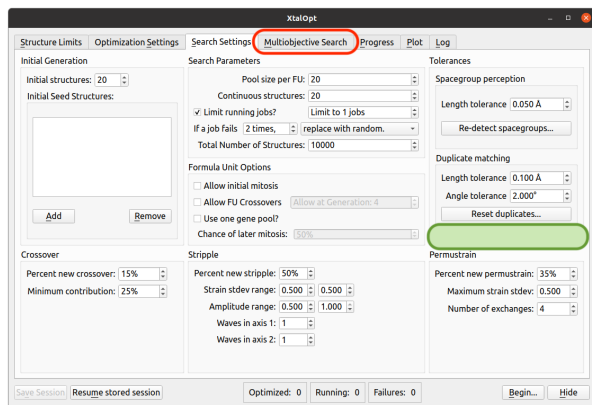 XtalOpt
Structure Limits Optimization Settings Search Settings Multiobjective Search Progress Plot Log
Initial Generation
Initial structures: 20
Initial Seed Structures:
Add Remove
Search Parameters
Pool size per FU: 20
Continuous structures: 20
Limit running jobs? Limit to 1 jobs
If a job fails 2 times, replace with random.
Total Number of Structures: 10000
Formula Unit Options
Allow initial mitosis
Allow FU Crossovers Allow at Generation: 4
Use one gene pool?
Chance of later mitosis: 50%
Tolerances
Spacegroup perception
Length tolerance 0.050 Å
Re-detect spacegroups...
Duplicate matching
Length tolerance 0.100 Å
Angle tolerance 2.000°
Reset duplicates...
Crossover
Percent new crossover: 15%
Minimum contribution: 25%
Stripple
Percent new stripple: 50%
Strain stdev range: 0.500 0.500
Amplitude range: 0.500 1.000
Waves in axis 1: 1
Waves in axis 2: 1
Permustrain
Percent new permustrain: 35%
Maximum strain stdev: 0.500
Number of exchanges: 4
Save Session Resume stored session Optimized: 0 Running: 0 Failures: 0 Begin... Hide